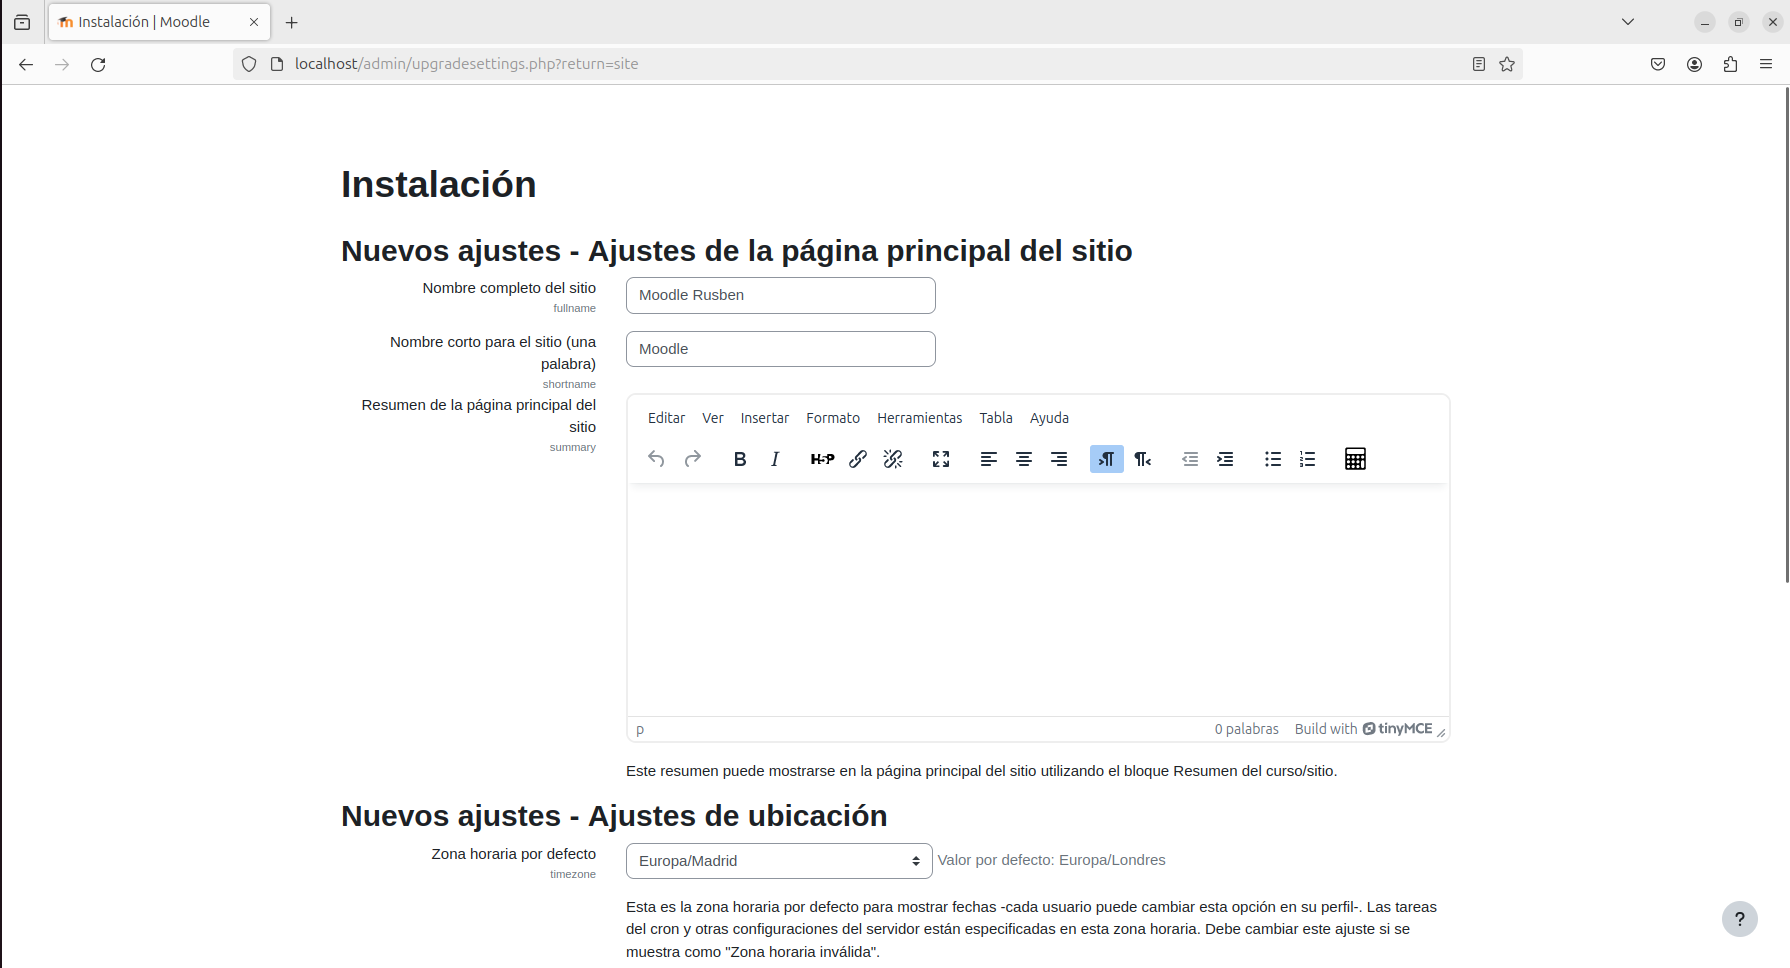 Instalación | Moodle
localhost/admin/upgradesettings.php?return=site
Instalación
Nuevos ajustes - Ajustes de la página principal del sitio
Nombre completo del sitio
fullname
Moodle Rusben
Nombre corto para el sitio (una
palabra)
shortname
Moodle
Resumen de la página principal del
sitio
summary
Editar Ver Insertar Formato Herramientas Tabla Ayuda
B I H-P
p
0 palabras Build with tinyMCE
Este resumen puede mostrarse en la página principal del sitio utilizando el bloque Resumen del curso/sitio.
Nuevos ajustes - Ajustes de ubicación
Zona horaria por defecto
timezone
Europa/Madrid
Valor por defecto: Europa/Londres
Esta es la zona horaria por defecto para mostrar fechas -cada usuario puede cambiar esta opción en su perfil-. Las tareas
del cron y otras configuraciones del servidor están especificadas en esta zona horaria. Debe cambiar este ajuste si se
muestra como "Zona horaria inválida".
?